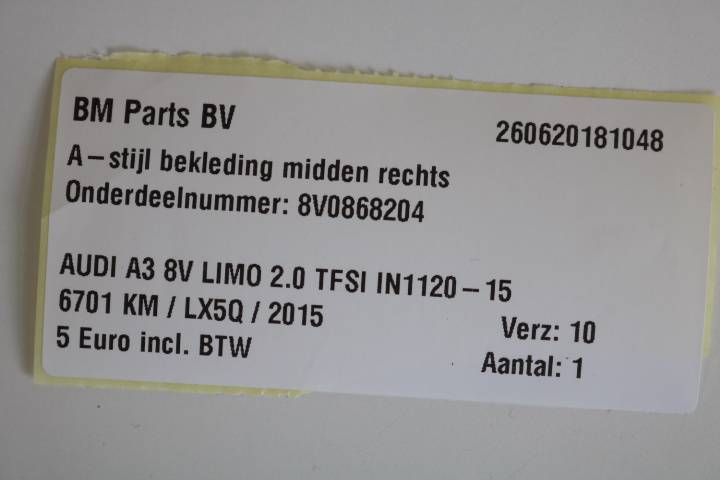 BM Parts BV
260620181048
A-stijl bekleding midden rechts
Onderdeelnummer: 8V0868204
AUDI A3 8V LIMO 2.0 TFSI IN1120-15
6701 KM / LX5Q / 2015
Verz: 10
5 Euro incl. BTW
Aantal: 1